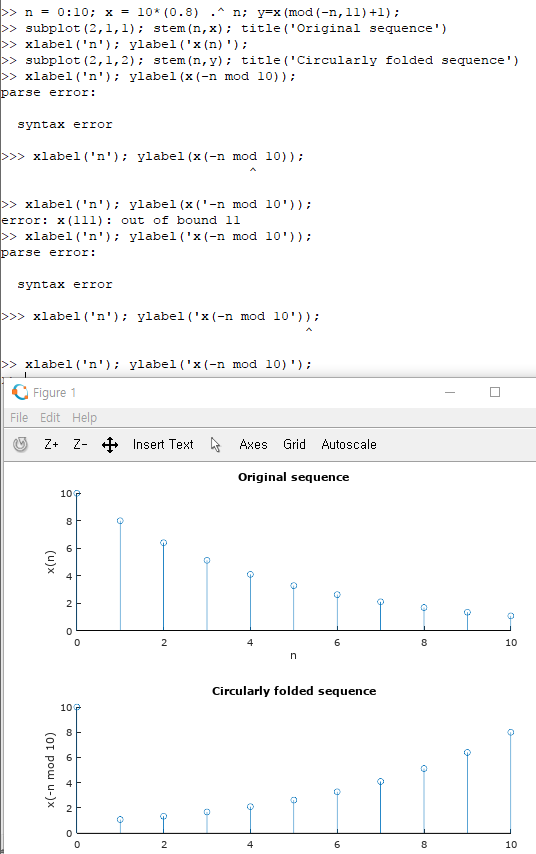 >> n = 0:10; x = 10*(0.8) .^ n; y=x(mod(-n,11)+1);
>> subplot(2,1,1); stem(n,x); title('Original sequence')
>> xlabel('n'); ylabel('x(n)');
>> subplot(2,1,2); stem(n,y); title('Circularly folded sequence')
>> xlabel('n'); ylabel(x(-n mod 10));
parse error:
syntax error
>>> xlabel('n'); ylabel(x(-n mod 10));
^
>> xlabel('n'); ylabel(x('-n mod 10'));
error: x(111): out of bound 11
>> xlabel('n'); ylabel('x(-n mod 10'));
parse error:
syntax error
>>> xlabel('n'); ylabel('x(-n mod 10'));
^
>> xlabel('n'); ylabel('x(-n mod 10)');
Figure 1
File Edit Help
Z+ Z- Insert Text Axes Grid Autoscale
Original sequence
10
8
6
4
2
0
x(n)
0 2 4 6 8 10
n
Circularly folded sequence
10
8
6
4
2
0
x(-n mod 10)
0 2 4 6 8 10